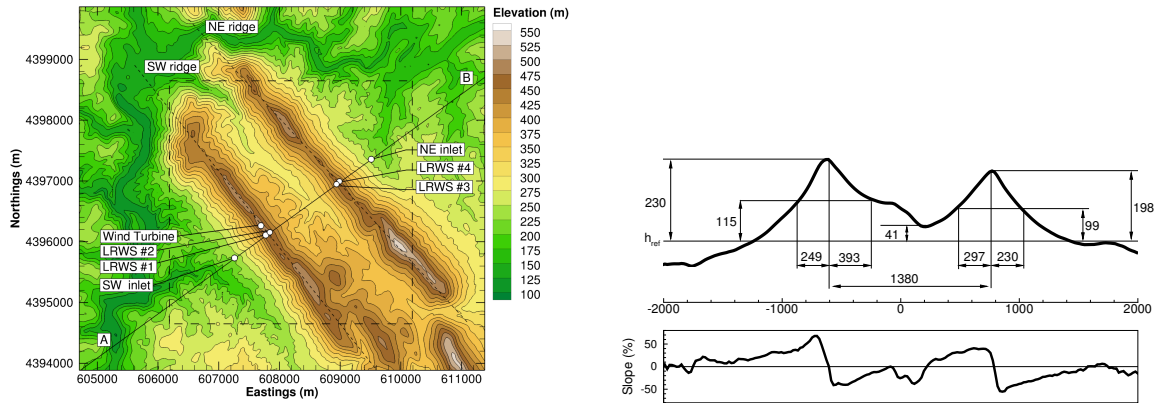 Elevation (m)
550
525
500
475
450
425
400
375
350
325
300
250
225
200
175
150
125
100
NE ridge
SW ridge
B
NE inlet
LRWS #4
LRWS #3
Wind Turbine
LRWS #2
LRWS #1
SW inlet
A
4399000
4398000
4397000
4396000
4395000
4394000
Northings (m)
605000 606000 607000 608000 609000 610000 611000
Eastings (m)
230
115
198
99
41
h_ref
249 393 297 230
1380
-2000 -1000 0 1000 2000
50
0
-50
Slope (%)